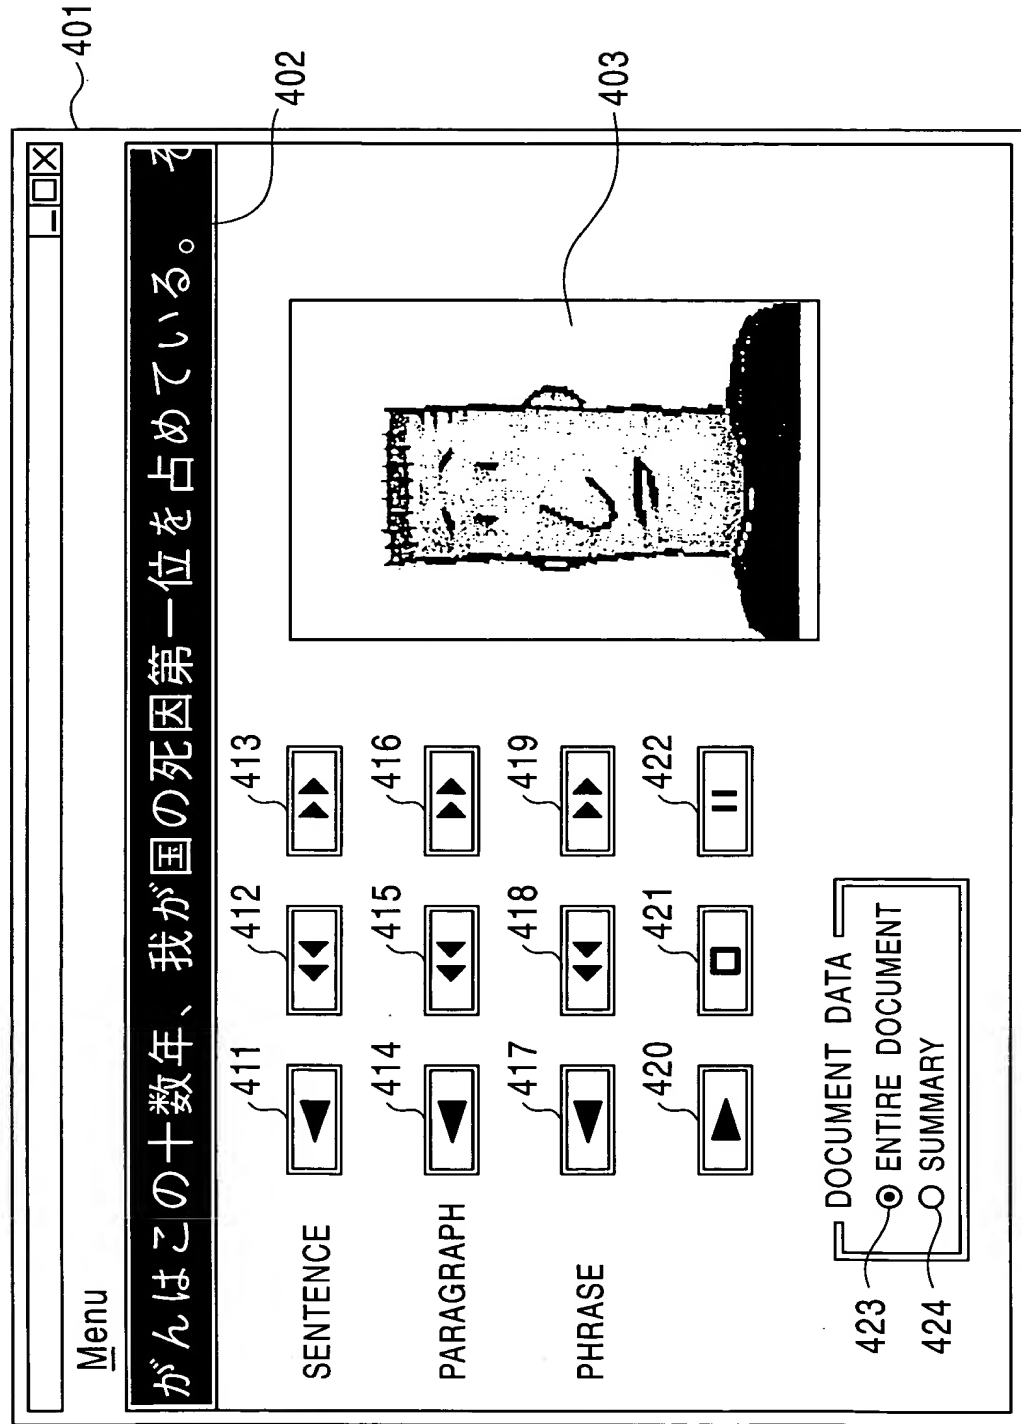 401
Menu
がんはこの十数年、我が国の死因第一位を占めている。 そ
402
SENTENCE 411 412 413
403
PARAGRAPH 414 415 416
PHRASE 417 418 419
420 421 422
DOCUMENT DATA
423 ENTIRE DOCUMENT
424 SUMMARY